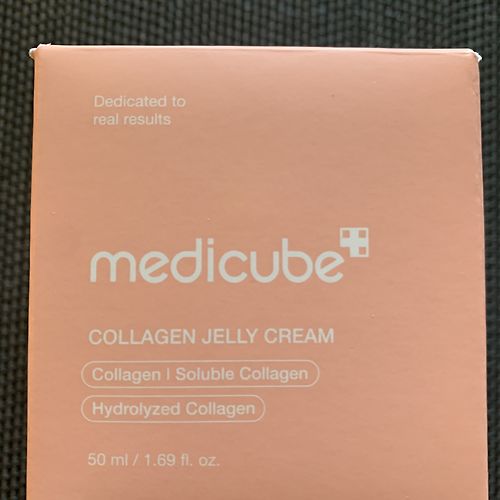 Dedicated to
real results
medicube
COLLAGEN JELLY CREAM
Collagen | Soluble Collagen
Hydrolyzed Collagen
50 ml / 1.69 fl. oz.